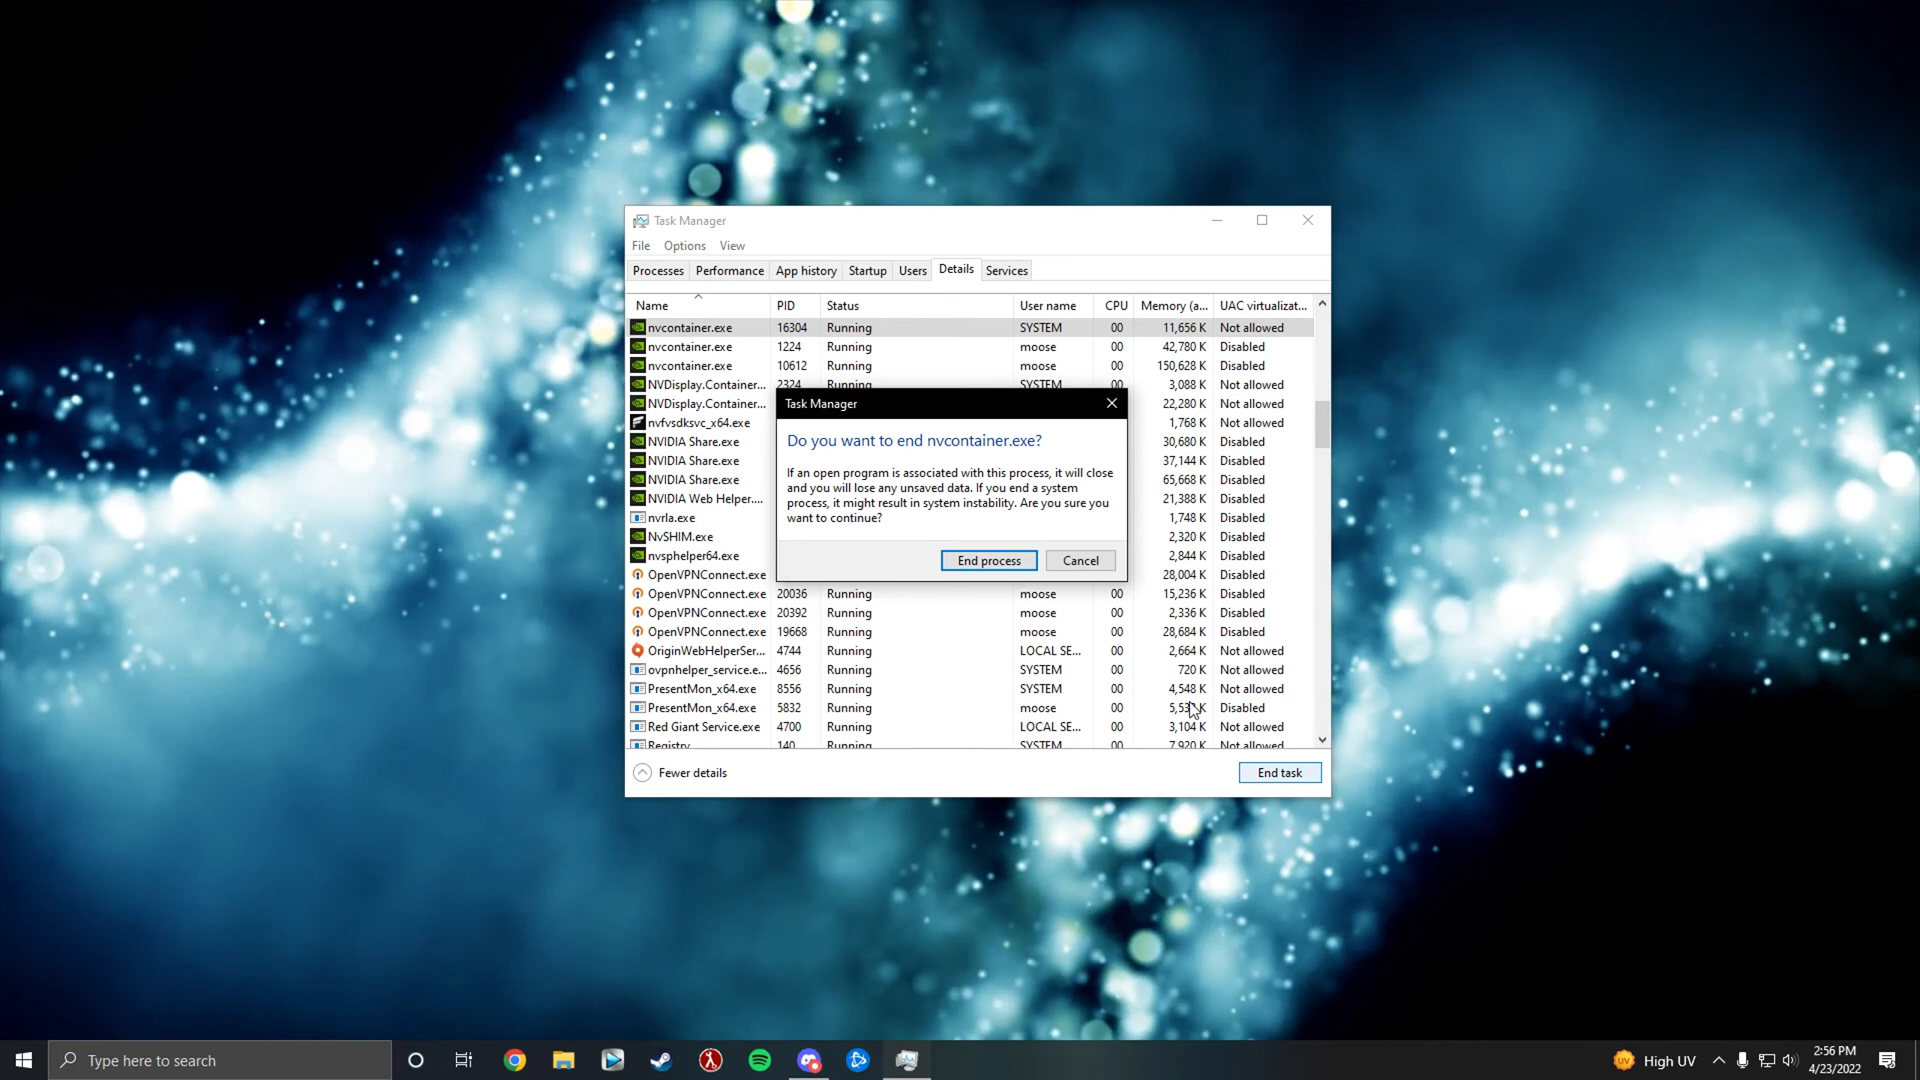 Task Manager
File Options View
Processes Performance App history Startup Users Details Services
Name PID Status User name CPU Memory (a... UAC virtualizat...
nvcontainer.exe 16304 Running SYSTEM 00 11,656 K Not allowed
nvcontainer.exe 1224 Running moose 00 42,780 K Disabled
nvcontainer.exe 10612 Running moose 00 150,628 K Disabled
NVDisplay.Container... 2324 Running SYSTEM 00 3,088 K Not allowed
NVDisplay.Container... 22,280 K Not allowed
nvfvsdksvc_x64.exe 1,768 K Not allowed
NVIDIA Share.exe 30,680 K Disabled
NVIDIA Share.exe 37,144 K Disabled
NVIDIA Share.exe 65,668 K Disabled
NVIDIA Web Helper.... 21,388 K Disabled
nvrla.exe 1,748 K Disabled
NvSHIM.exe 2,320 K Disabled
nvsphelper64.exe 2,844 K Disabled
OpenVPNConnect.exe 28,004 K Disabled
OpenVPNConnect.exe 20036 Running moose 00 15,236 K Disabled
OpenVPNConnect.exe 20392 Running moose 00 2,336 K Disabled
OpenVPNConnect.exe 19668 Running moose 00 28,684 K Disabled
OriginWebHelperSer... 4744 Running LOCAL SE... 00 2,664 K Not allowed
ovpnhelper_service.e... 4656 Running SYSTEM 00 720 K Not allowed
PresentMon_x64.exe 8556 Running SYSTEM 00 4,548 K Not allowed
PresentMon_x64.exe 5832 Running moose 00 K Disabled
Red Giant Service.exe 4700 Running LOCAL SE... 00 3,104 K Not allowed
Registry 140 Running SYSTEM 00 7,920 K Not allowed
Fewer details End task
Task Manager
Do you want to end nvcontainer.exe?
If an open program is associated with this process, it will close
and you will lose any unsaved data. If you end a system
process, it might result in system instability. Are you sure you
want to continue?
End process Cancel
Type here to search
High UV
2:56 PM
4/23/2022